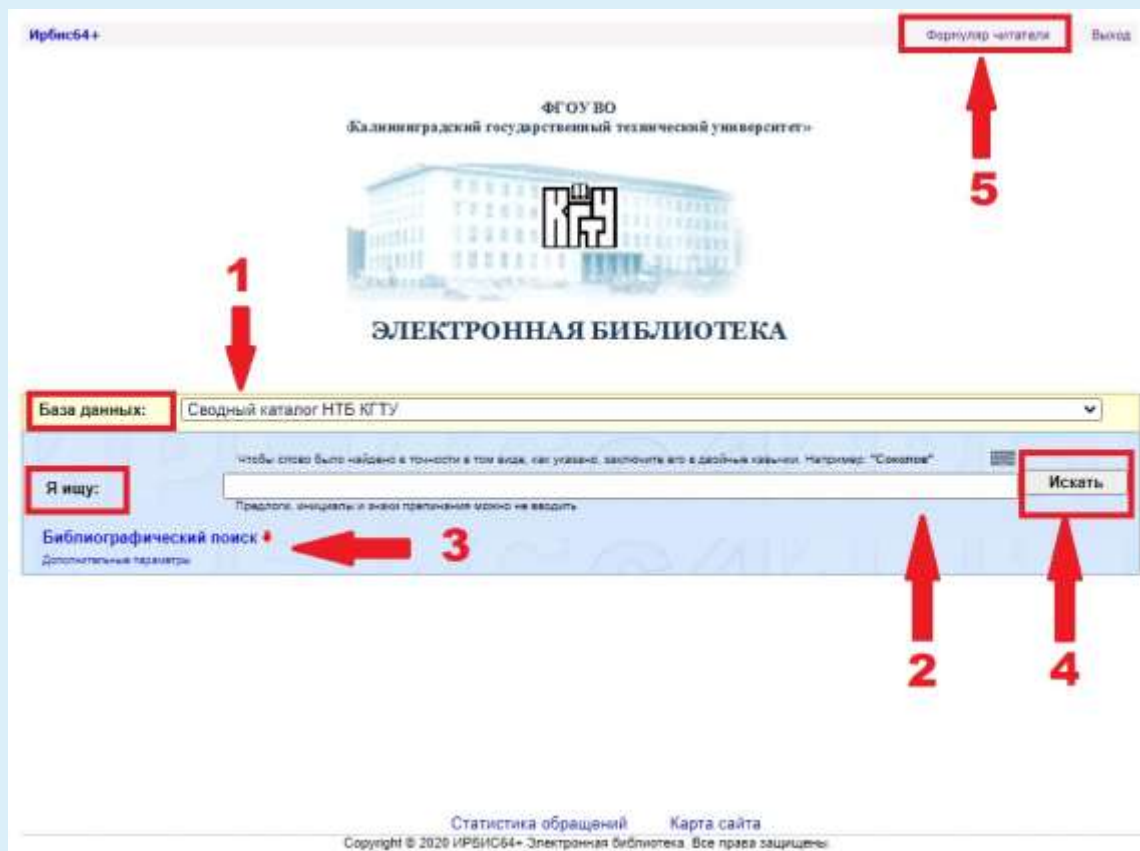 Ирбис64+
Формуляр читателя
Выход
5
ФГОУ ВО
«Калининградский государственный технический университет»
КГТУ
1
ЭЛЕКТРОННАЯ БИБЛИОТЕКА
База данных:
Сводный каталог НТБ КГТУ
Чтобы слово было найдено в точности в том виде, как указано, заключите его в двойные кавычки. Например: "Соколов"
Я ищу:
Искать
Предлоги, инициалы и знаки препинания можно не вводить
Библиографический поиск
3
Дополнительные параметры
2
4
Статистика обращений
Карта сайта
Copyright © 2020 ИРБИС64+ Электронная библиотека. Все права защищены.